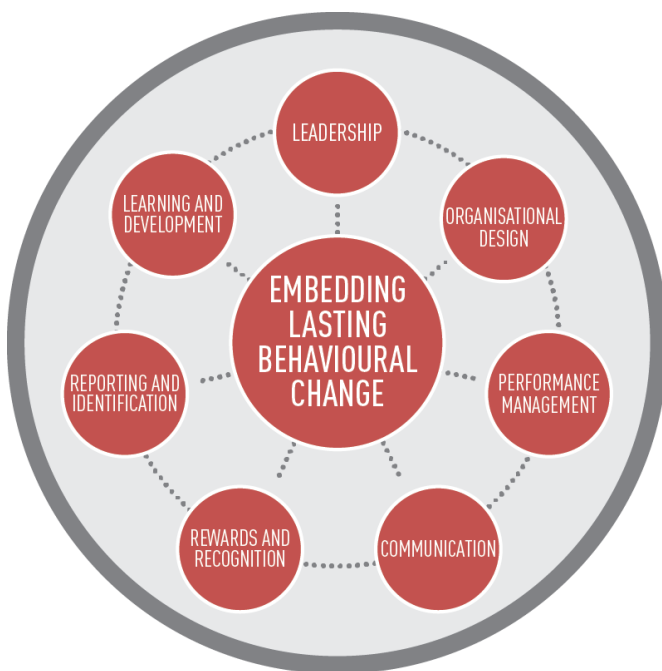 LEADERSHIP
ORGANISATIONAL
DESIGN
PERFORMANCE
MANAGEMENT
COMMUNICATION
REWARDS AND
RECOGNITION
REPORTING AND
IDENTIFICATION
LEARNING AND
DEVELOPMENT
EMBEDDING
LASTING
BEHAVIOURAL
CHANGE